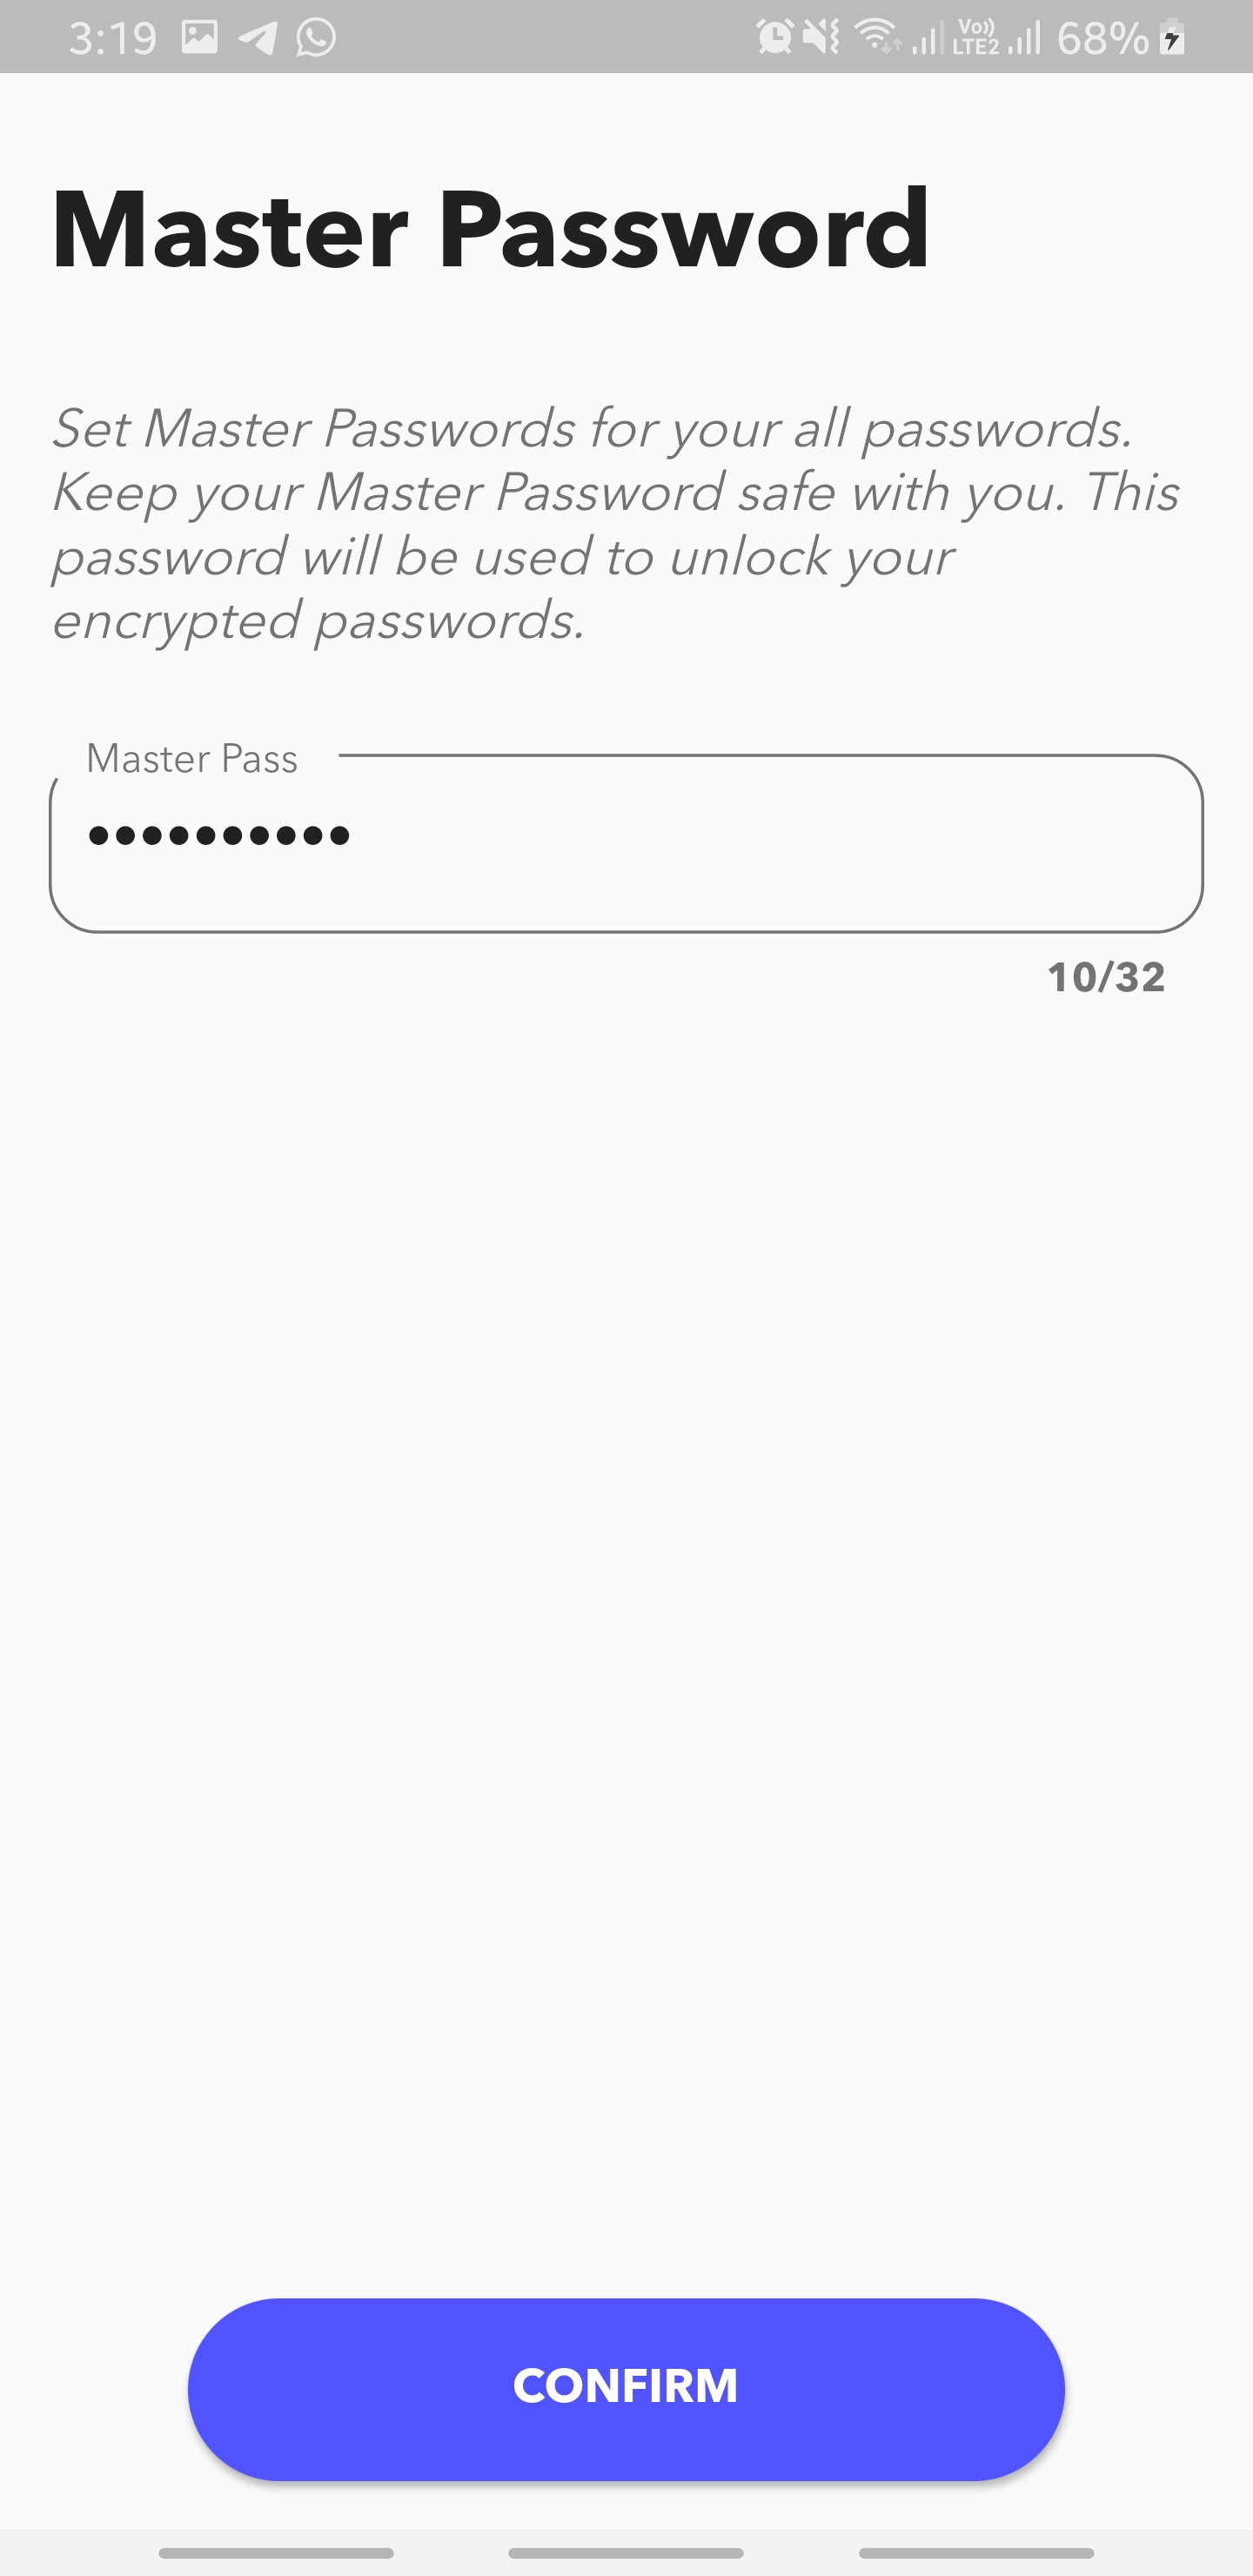 3:19 Vo)) LTE2 68%
Master Password
Set Master Passwords for your all passwords.
Keep your Master Password safe with you. This
password will be used to unlock your
encrypted passwords.
Master Pass
••••••••••
10/32
CONFIRM